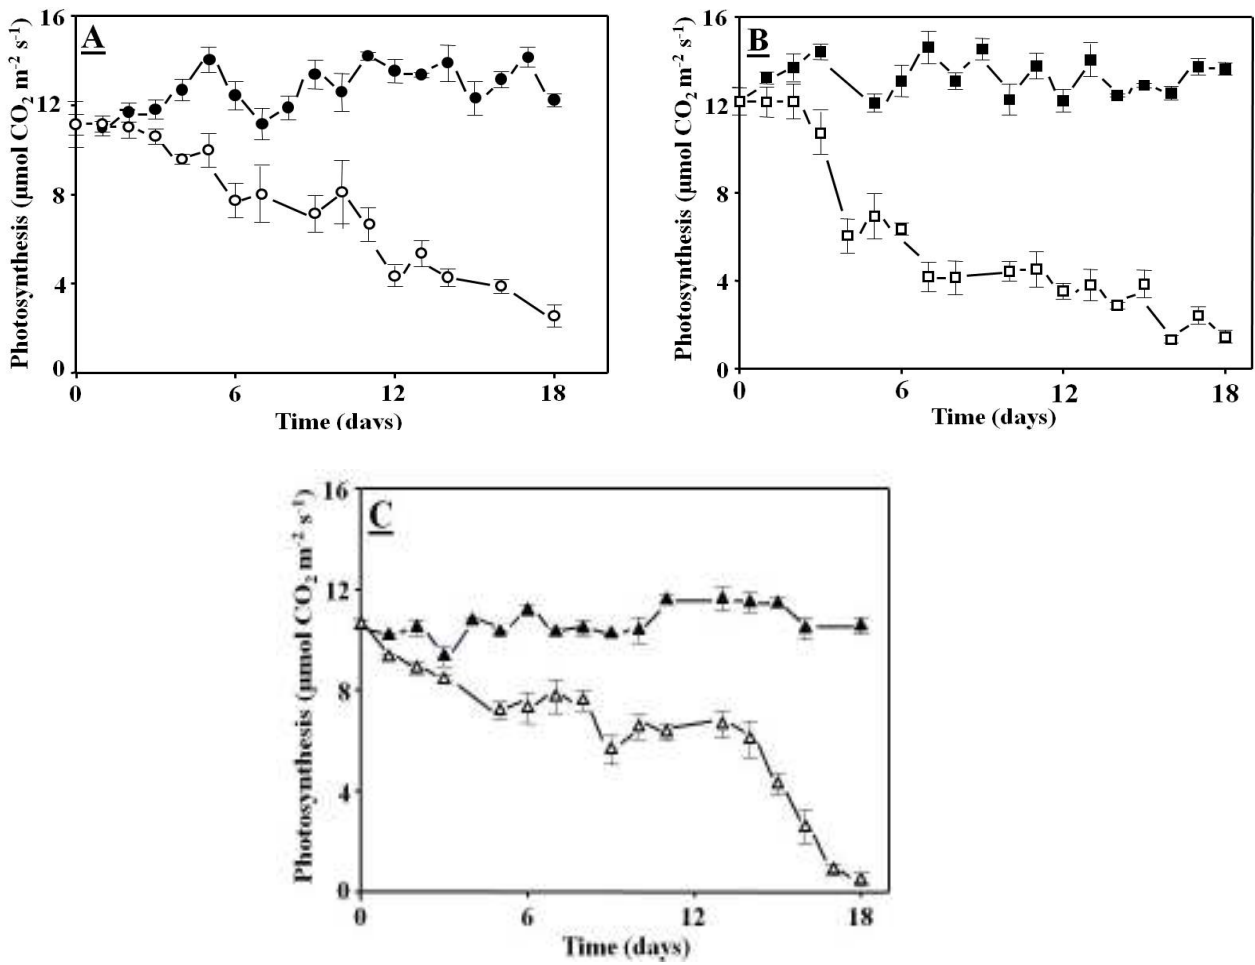 A
Photosynthesis (μmol CO₂ m⁻² s⁻¹)
16
12
8
4
0
0 6 12 18
Time (days)
B
Photosynthesis (μmol CO₂ m⁻² s⁻¹)
16
12
8
4
0
0 6 12 18
Time (days)
C
Photosynthesis (μmol CO₂ m⁻² s⁻¹)
16
12
8
4
0
0 6 12 18
Time (days)